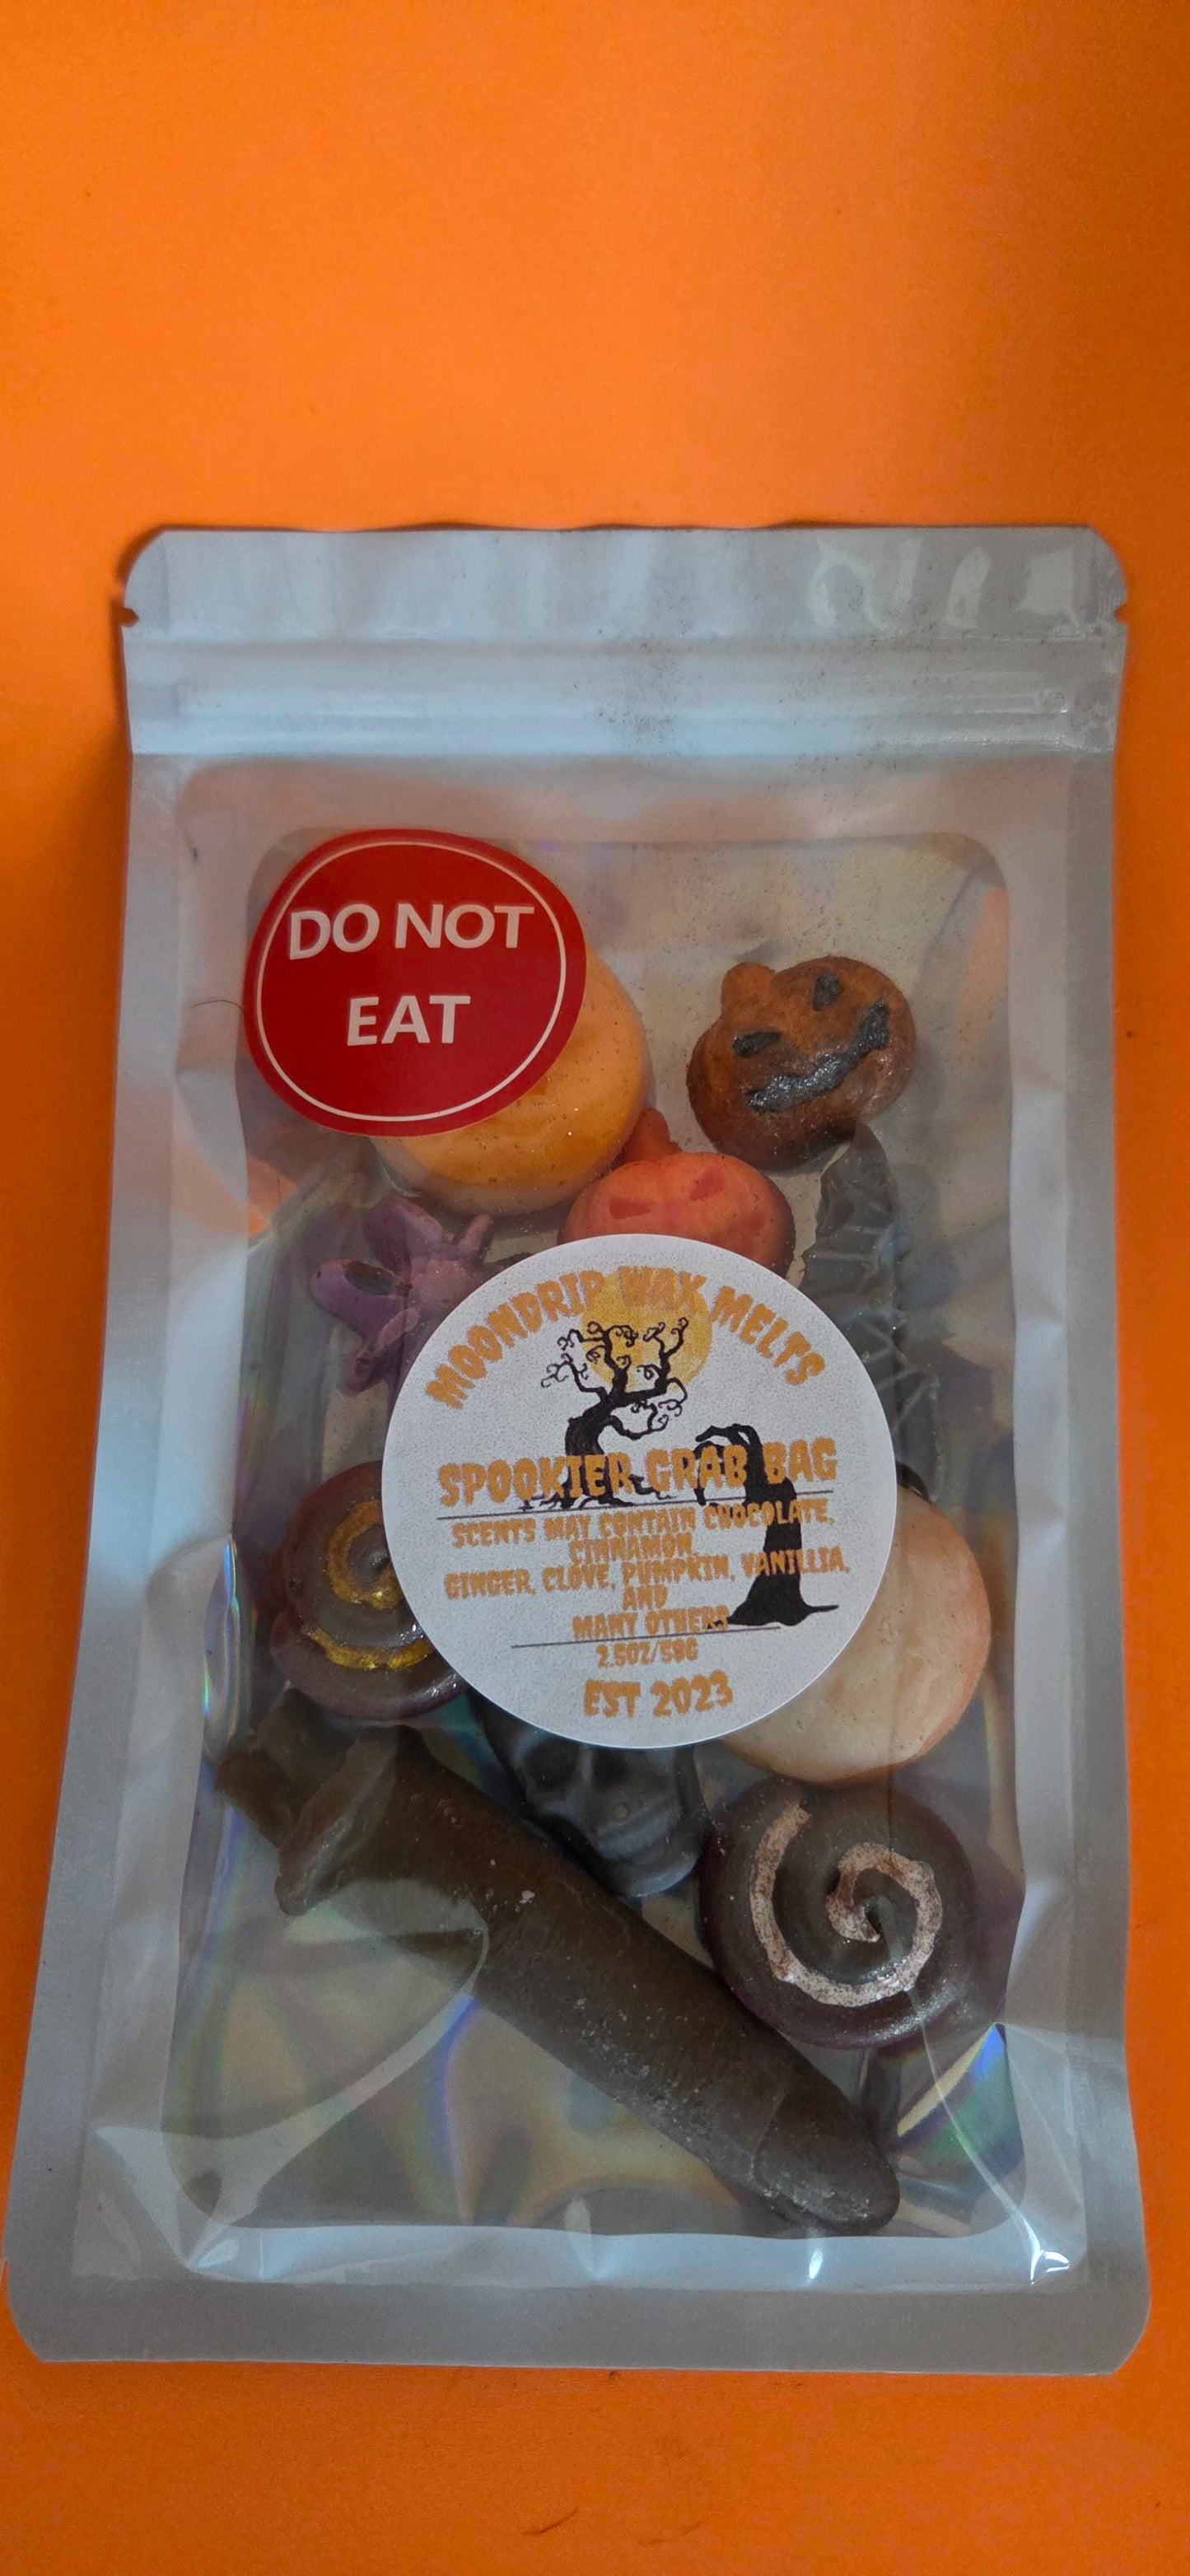 DO NOT
EAT
MOONDRIP WAX MELTS
SPOOKIER GRAB BAG
SCENTS MAY CONTAIN CHOCOLATE,
CINNAMON,
GINGER, CLOVE, PUMPKIN, VANILLIA,
AND
MANY OTHERS
2.5OZ/58G
EST 2023